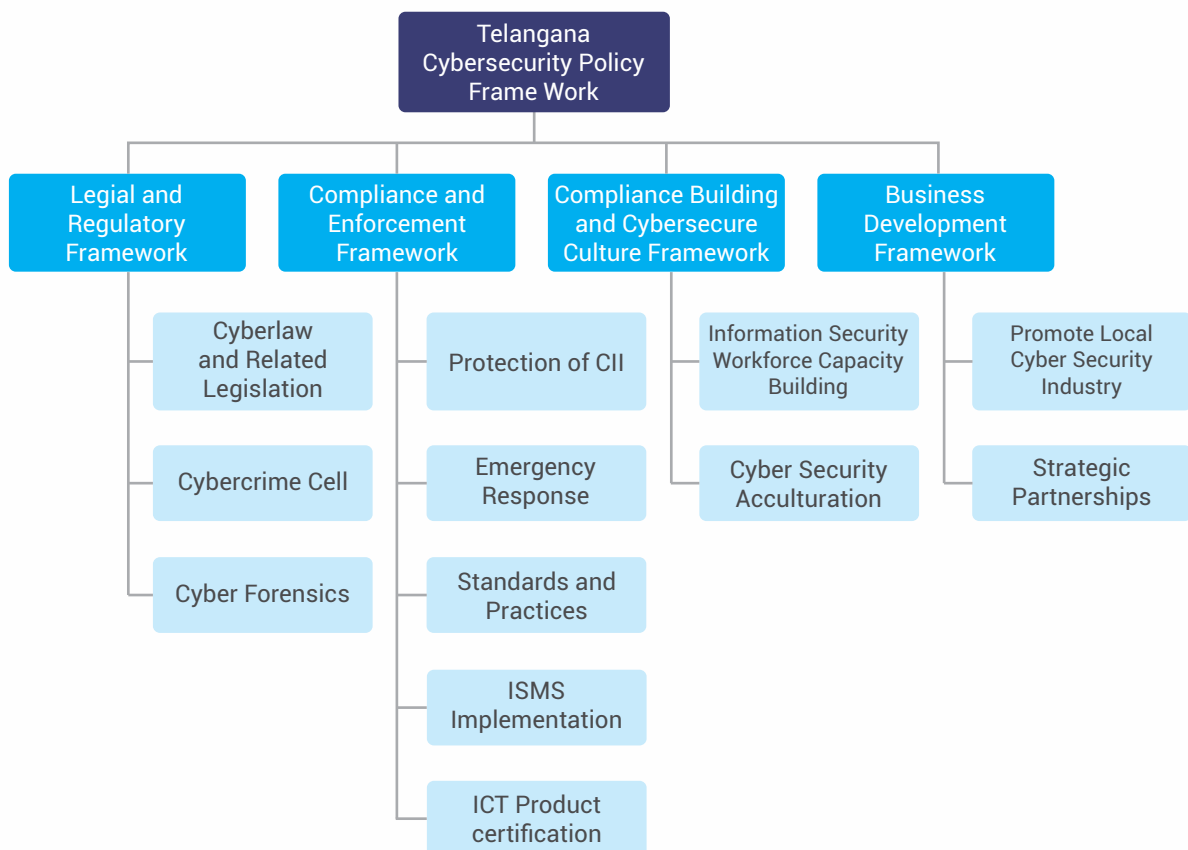 Telangana
Cybersecurity Policy
Frame Work
Legial and
Regulatory
Framework
Compliance and
Enforcement
Framework
Compliance Building
and Cybersecure
Culture Framework
Business
Development
Framework
Cyberlaw
and Related
Legislation
Cybercrime Cell
Cyber Forensics
Protection of CII
Emergency
Response
Standards and
Practices
ISMS
Implementation
ICT Product
certification
Information Security
Workforce Capacity
Building
Cyber Security
Acculturation
Promote Local
Cyber Security
Industry
Strategic
Partnerships